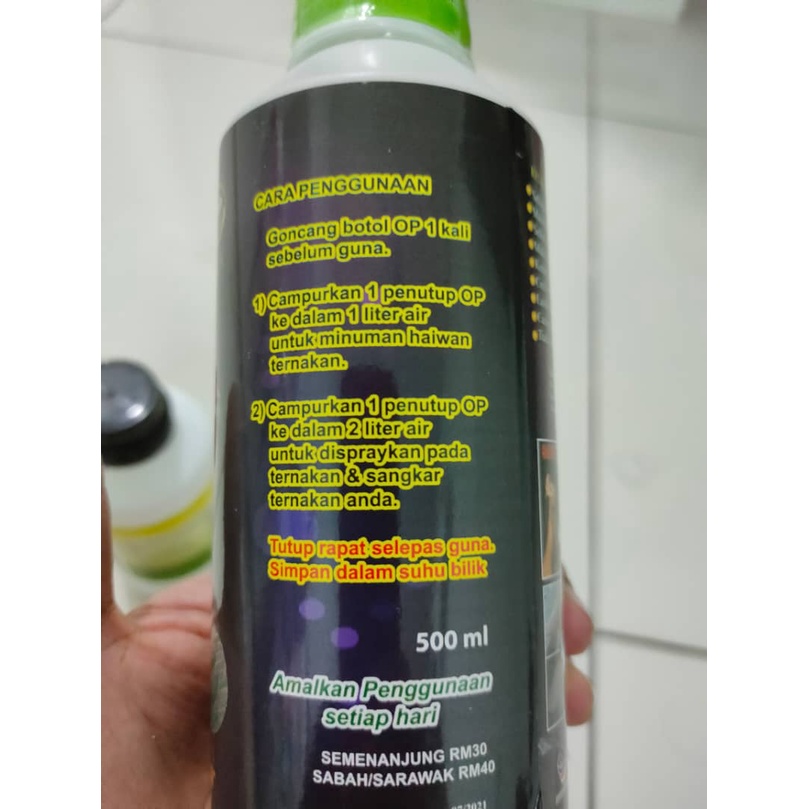 CARA PENGGUNAAN
Goncang botol OP 1 kali
sebelum guna.
1) Campurkan 1 penutup OP
ke dalam 1 liter air
untuk minuman haiwan
ternakan.
2) Campurkan 1 penutup OP
ke dalam 2 liter air
untuk dispraykan pada
ternakan & sangkar
ternakan anda.
Tutup rapat selepas guna.
Simpan dalam suhu bilik
500 ml
Amalkan Penggunaan
setiap hari
SEMENANJUNG RM30
SABAH/SARAWAK RM40
/2021